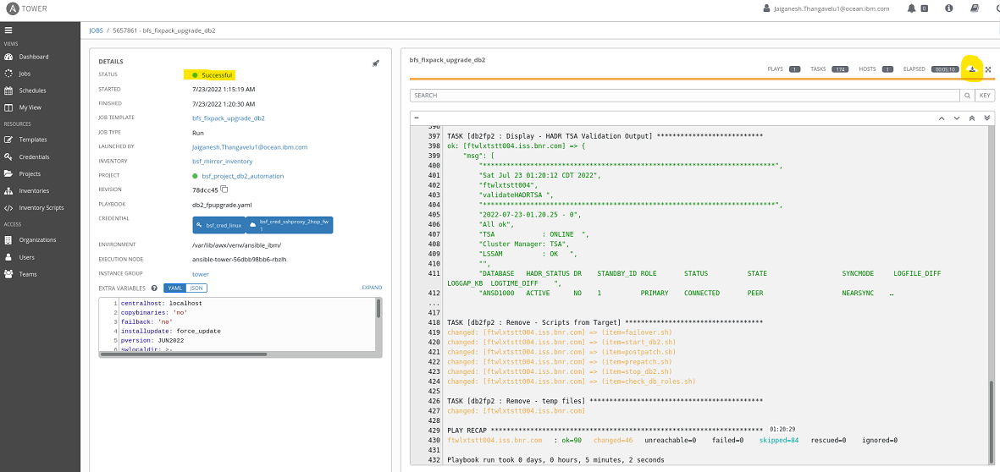 TOWER
Jaiganesh.Thangavelu1@ocean.ibm.com
0
VIEWS
Dashboard
Jobs
Schedules
My View
RESOURCES
Templates
Credentials
Projects
Inventories
Inventory Scripts
ACCESS
Organizations
Users
Teams
JOBS / 5657861 - bfs_fixpack_upgrade_db2
DETAILS
STATUS Successful
STARTED 7/23/2022 1:15:19 AM
FINISHED 7/23/2022 1:20:30 AM
JOB TEMPLATE bfs_fixpack_upgrade_db2
JOB TYPE Run
LAUNCHED BY Jaiganesh.Thangavelu1@ocean.ibm.com
INVENTORY bsf_mirror_inventory
PROJECT bsf_project_db2_automation
REVISION 78dcc45
PLAYBOOK db2_fpupgrade.yaml
CREDENTIAL bsf_cred_linux bsf_cred_sshproxy_2hop_fw
1
ENVIRONMENT /var/lib/awx/venv/ansible_ibm/
EXECUTION NODE ansible-tower-56dbb98bb6-rbzlh
INSTANCE GROUP tower
EXTRA VARIABLES YAML JSON EXPAND
1 centralhost: localhost
2 copybinaries: 'no'
3 failback: 'no'
4 installupdate: force_update
5 pversion: JUN2022
6 swlocaldir: >-
bfs_fixpack_upgrade_db2
PLAYS 1 TASKS 174 HOSTS 1 ELAPSED 00:05:10
SEARCH KEY
396
397 TASK [db2fp2 : Display - HADR TSA Validation Output] ***************************
398 ok: [ftwlxtstt004.iss.bnr.com] => {
399 "msg": [
400 "**************************************************************************",
401 "Sat Jul 23 01:20:12 CDT 2022",
402 "ftwlxtstt004",
403 "validateHADRTSA ",
404 "**************************************************************************",
405 "2022-07-23-01.20.25 - 0",
406 "All ok",
407 "TSA : ONLINE ",
408 "Cluster Manager: TSA",
409 "LSSAM : OK ",
410 "",
411 "DATABASE HADR_STATUS DR STANDBY_ID ROLE STATUS STATE SYNCMODE LOGFILE_DIFF
LOGGAP_KB LOGTIME_DIFF ",
412 "ANSD1000 ACTIVE NO 1 PRIMARY CONNECTED PEER NEARSYNC …
...
417
418 TASK [db2fp2 : Remove - Scripts from Target] ***********************************
419 changed: [ftwlxtstt004.iss.bnr.com] => (item=failover.sh)
420 changed: [ftwlxtstt004.iss.bnr.com] => (item=start_db2.sh)
421 changed: [ftwlxtstt004.iss.bnr.com] => (item=postpatch.sh)
422 changed: [ftwlxtstt004.iss.bnr.com] => (item=prepatch.sh)
423 changed: [ftwlxtstt004.iss.bnr.com] => (item=stop_db2.sh)
424 changed: [ftwlxtstt004.iss.bnr.com] => (item=check_db_roles.sh)
425
426 TASK [db2fp2 : Remove - temp files] ********************************************
427 changed: [ftwlxtstt004.iss.bnr.com]
428
429 PLAY RECAP ********************************************************************* 01:20:29
430 ftwlxtstt004.iss.bnr.com : ok=90 changed=46 unreachable=0 failed=0 skipped=84 rescued=0 ignored=0
431
432 Playbook run took 0 days, 0 hours, 5 minutes, 2 seconds